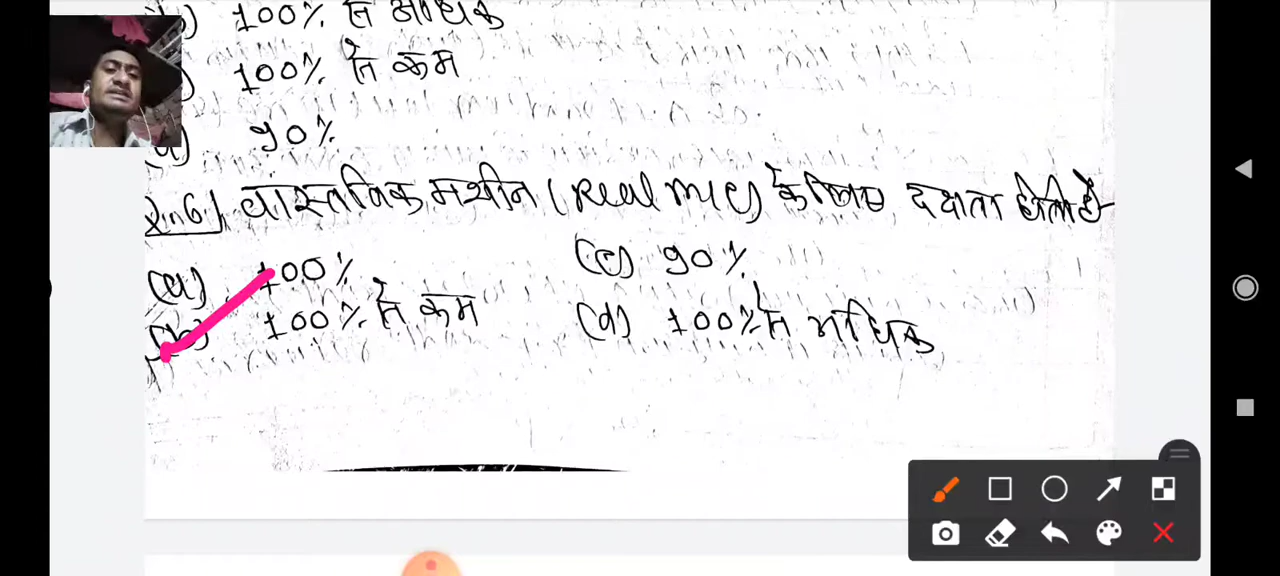 100% से अधिक
100% से कम
90%
Q.6) वास्तविक मशीन (Real m/c) के लिए दक्षता होती है
(a) 100% (c) 90%
(b) 100% से कम (d) 100% से अधिक